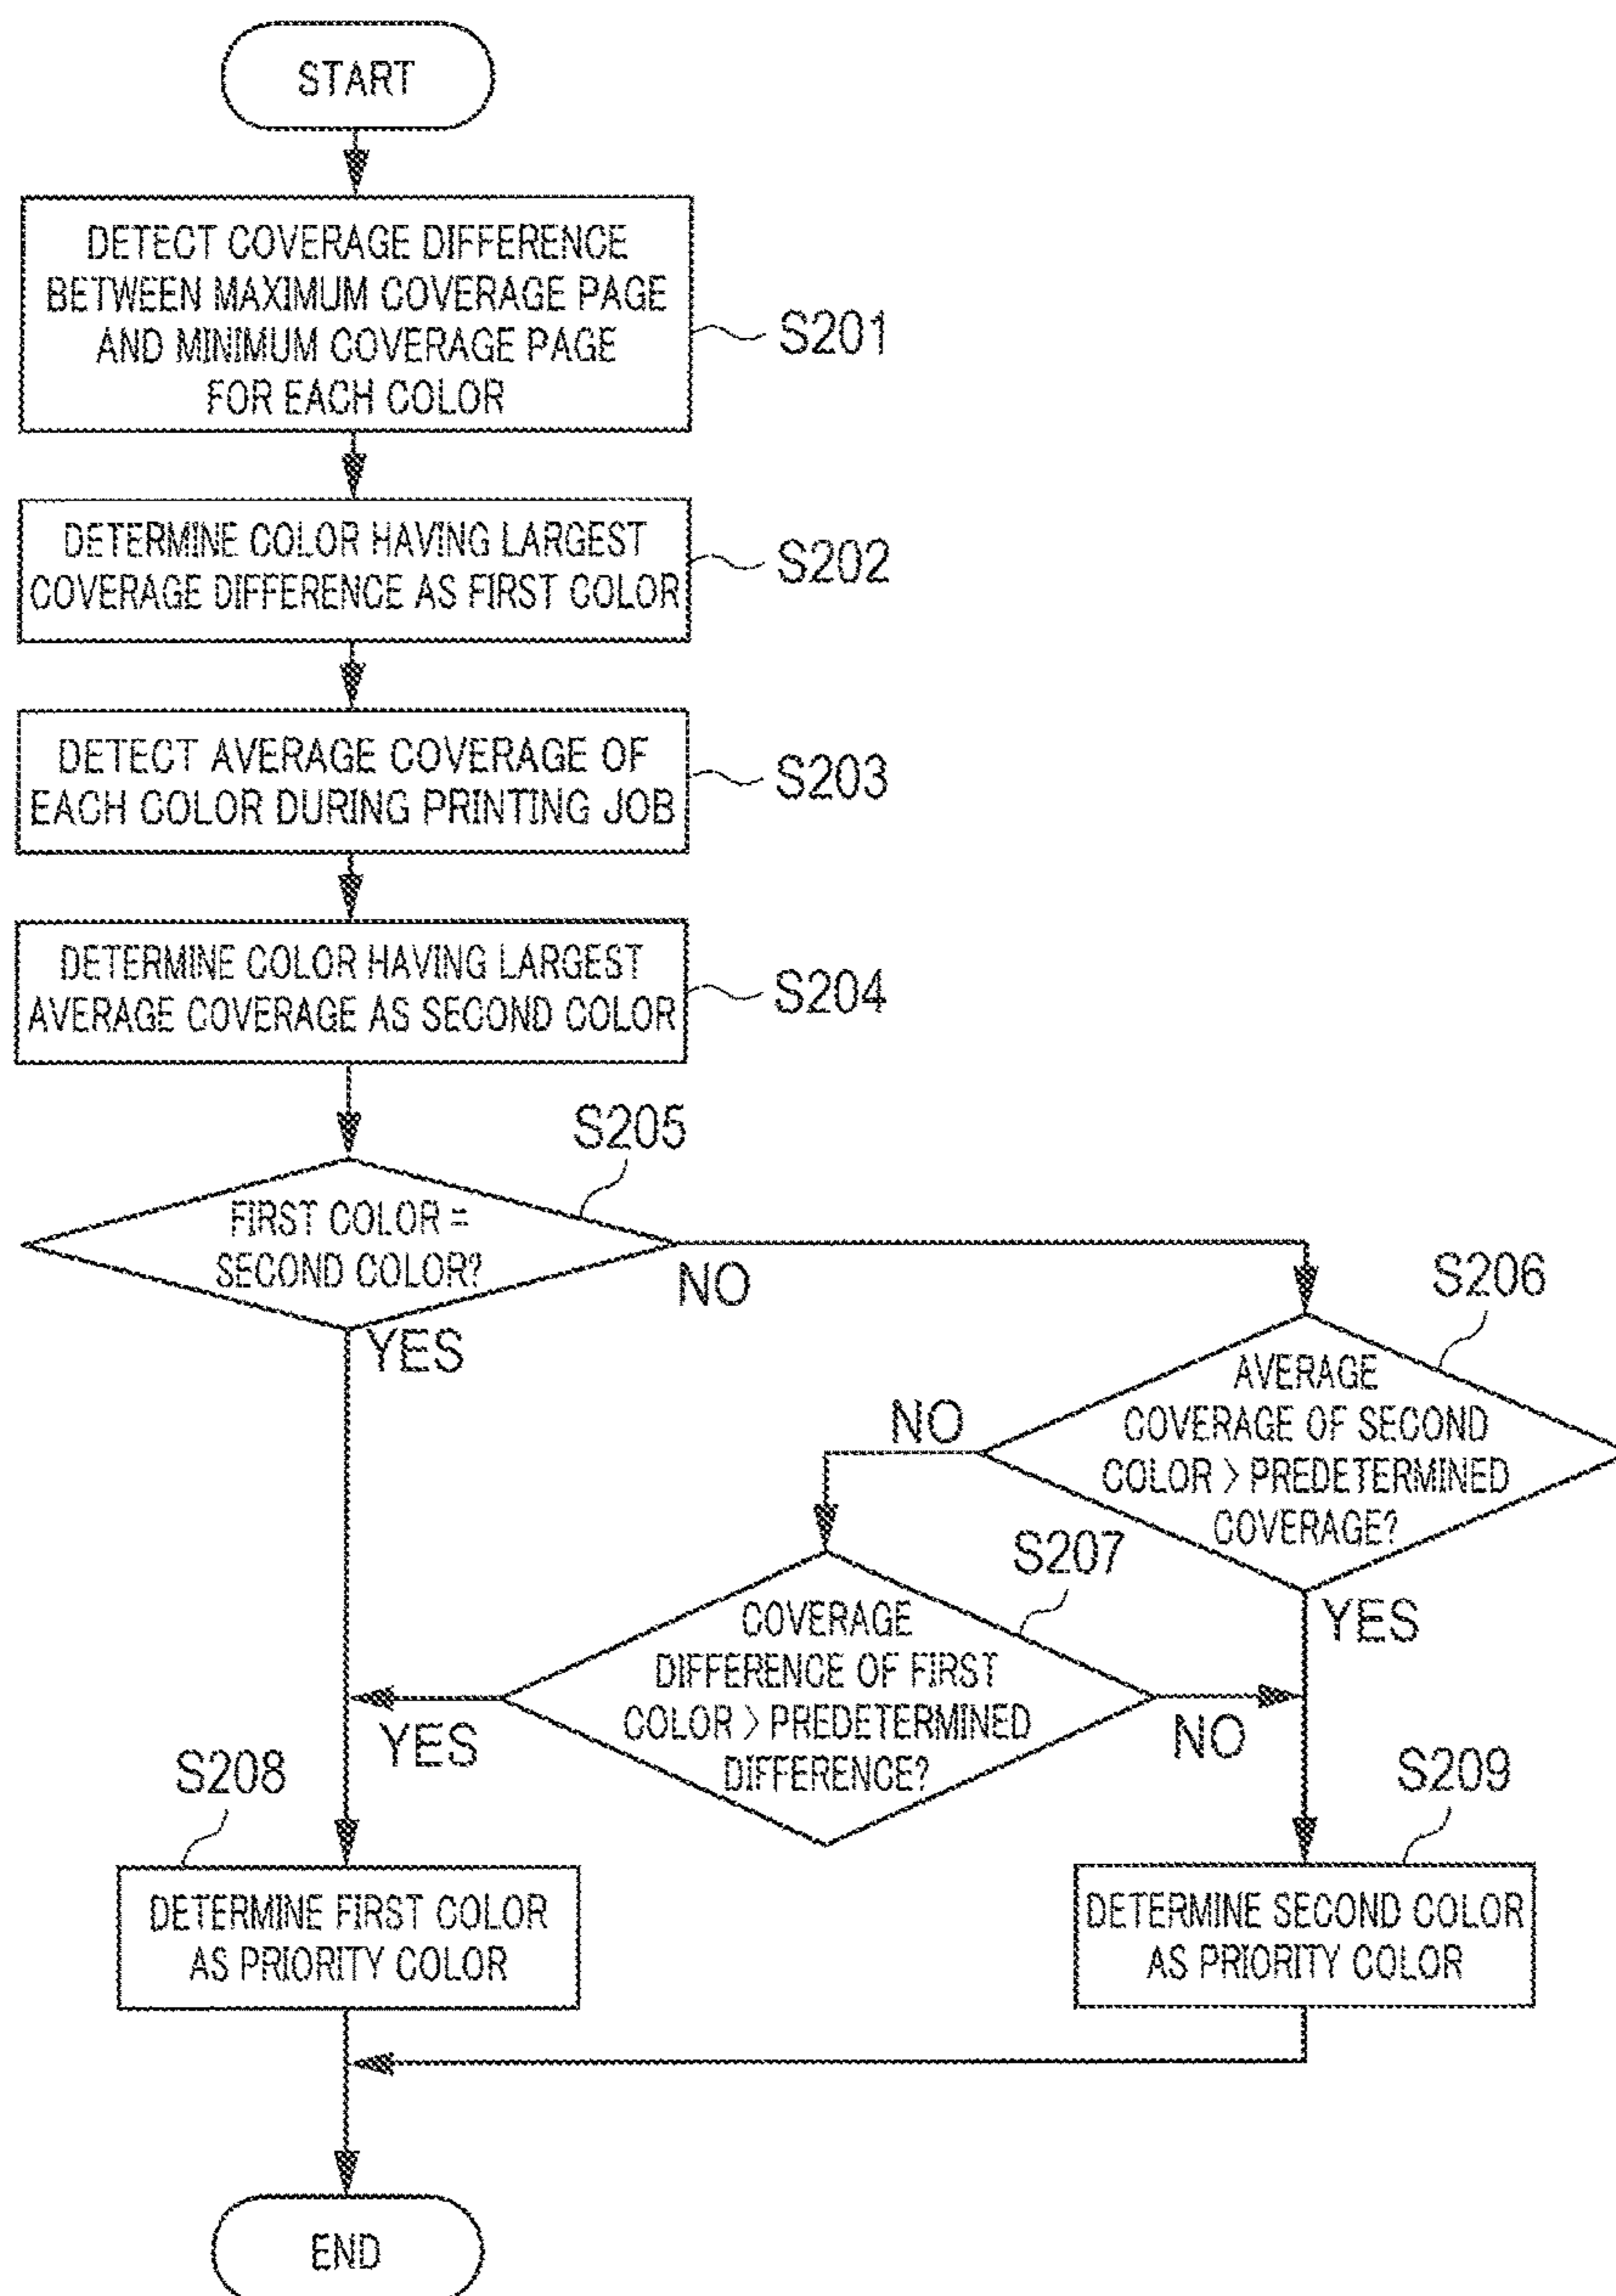 START
DETECT COVERAGE DIFFERENCE
BETWEEN MAXIMUM COVERAGE PAGE
AND MINIMUM COVERAGE PAGE
FOR EACH COLOR
S201
DETERMINE COLOR HAVING LARGEST
COVERAGE DIFFERENCE AS FIRST COLOR
S202
DETECT AVERAGE COVERAGE OF
EACH COLOR DURING PRINTING JOB
S203
DETERMINE COLOR HAVING LARGEST
AVERAGE COVERAGE AS SECOND COLOR
S204
S205
FIRST COLOR =
SECOND COLOR?
NO
YES
S206
AVERAGE
COVERAGE OF SECOND
COLOR > PREDETERMINED
COVERAGE?
NO
YES
S207
COVERAGE
DIFFERENCE OF FIRST
COLOR > PREDETERMINED
DIFFERENCE?
YES
NO
S208
DETERMINE FIRST COLOR
AS PRIORITY COLOR
S209
DETERMINE SECOND COLOR
AS PRIORITY COLOR
END